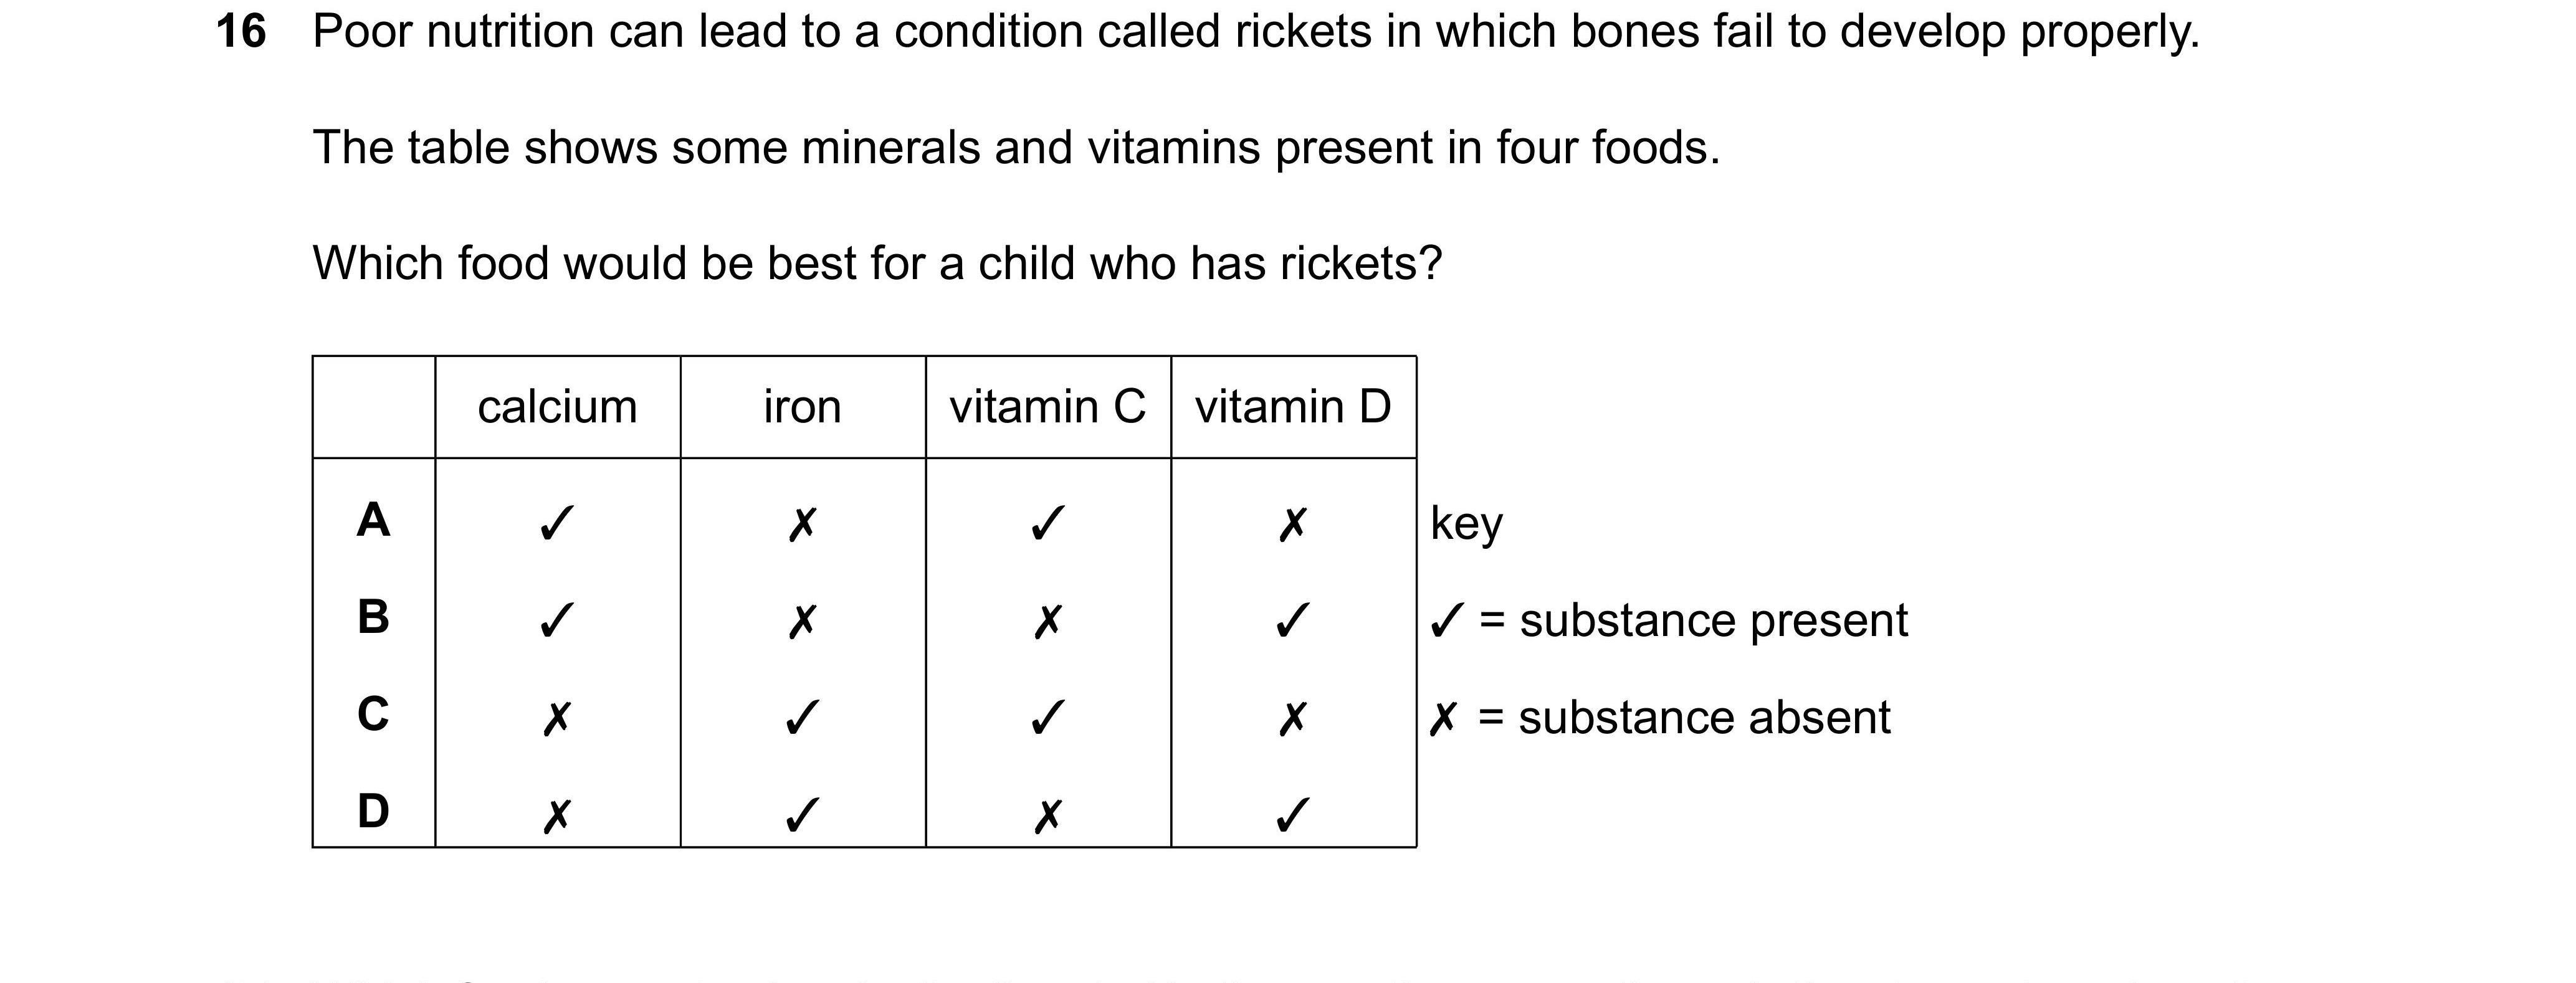 16 Poor nutrition can lead to a condition called rickets in which bones fail to develop properly.
The table shows some minerals and vitamins present in four foods.
Which food would be best for a child who has rickets?
calcium iron vitamin C vitamin D
A ✓ ✗ ✓ ✗ key
B ✓ ✗ ✗ ✓ ✓ = substance present
C ✗ ✓ ✓ ✗ ✗ = substance absent
D ✗ ✓ ✗ ✓